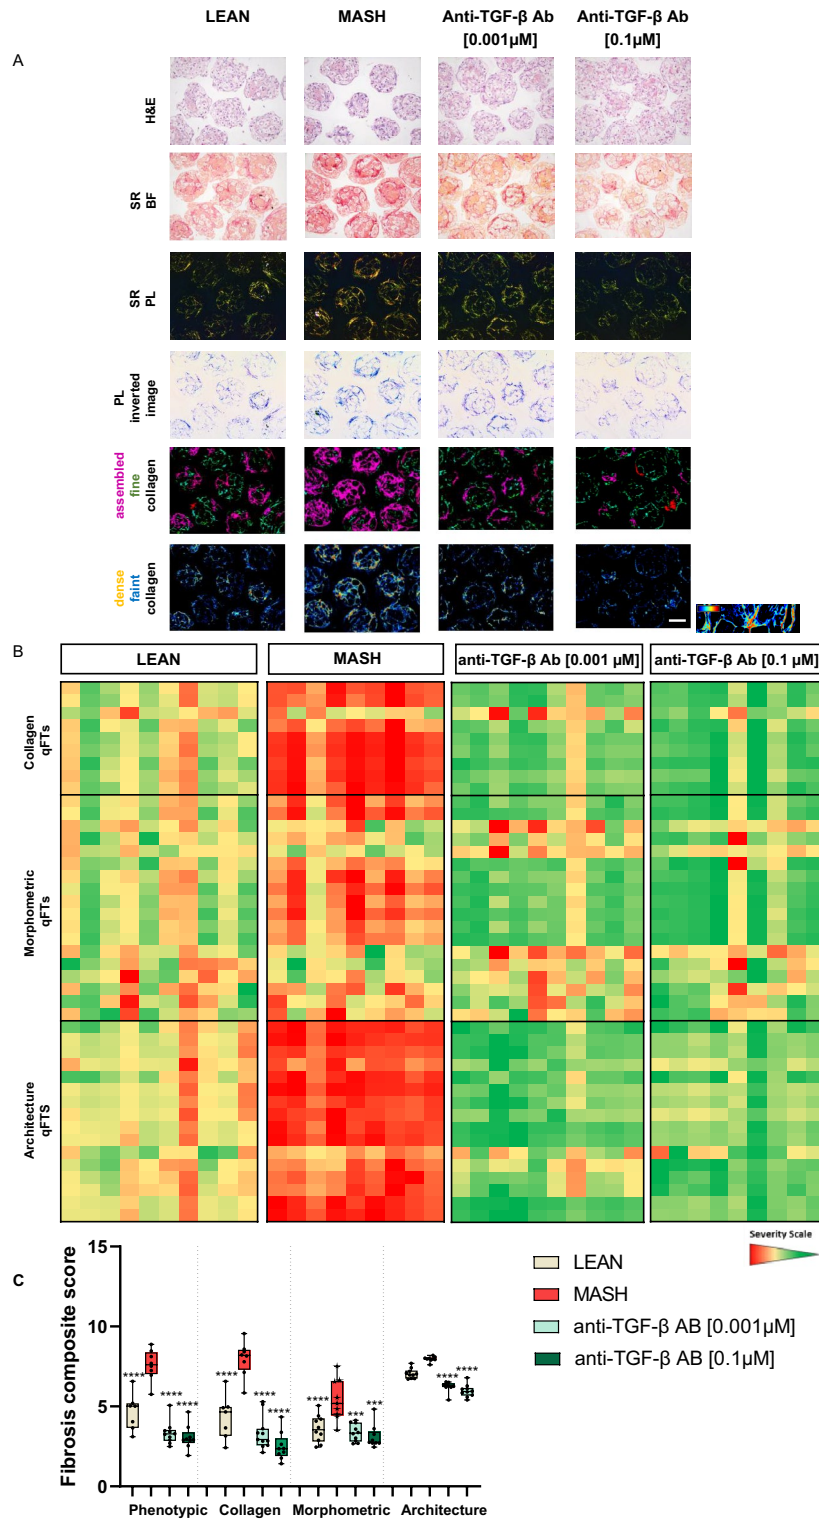 LEAN MASH Anti-TGF-β Ab Anti-TGF-β Ab
[0.001µM] [0.1µM]
A
H&E
SR
BF
SR
PL
PL
inverted
image
assembled
fine
collagen
dense
faint
collagen
B
LEAN MASH anti-TGF-β Ab [0.001 µM] anti-TGF-β Ab [0.1 µM]
Collagen
qFTs
Morphometric
qFTs
Architecture
qFTS
Severity Scale
C
Fibrosis composite score
15
10
5
0
**** **** ****
**** **** ****
**** *** ***
**** ****
Phenotypic Collagen Morphometric Architecture
LEAN
MASH
anti-TGF-β AB [0.001µM]
anti-TGF-β AB [0.1µM]